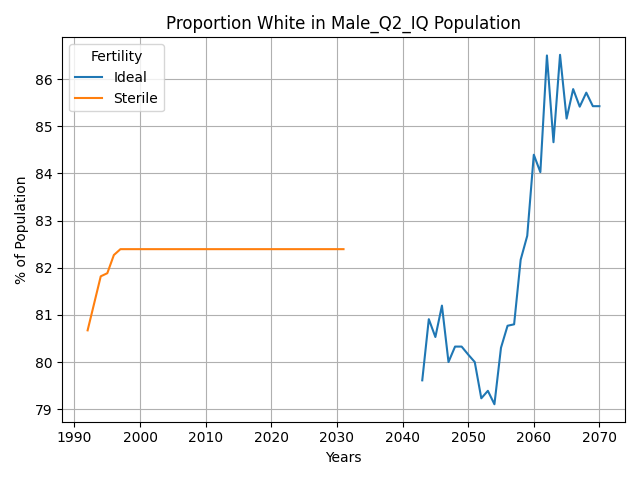 Proportion White in Male_Q2_IQ Population
Fertility
Ideal
Sterile
% of Population
86
85
84
83
82
81
80
79
1990 2000 2010 2020 2030 2040 2050 2060 2070
Years